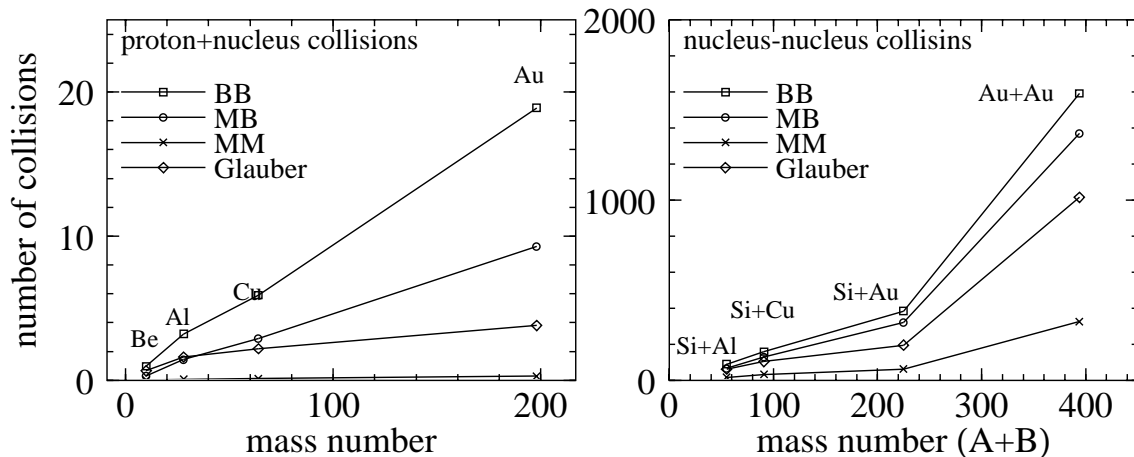 proton+nucleus collisions
BB
MB
MM
Glauber
Be
Al
Cu
Au
20
10
0
0
100
200
number of collisions
mass number
nucleus-nucleus collisins
BB
MB
MM
Glauber
Si+Al
Si+Cu
Si+Au
Au+Au
2000
1000
0
0
100
200
300
400
mass number (A+B)